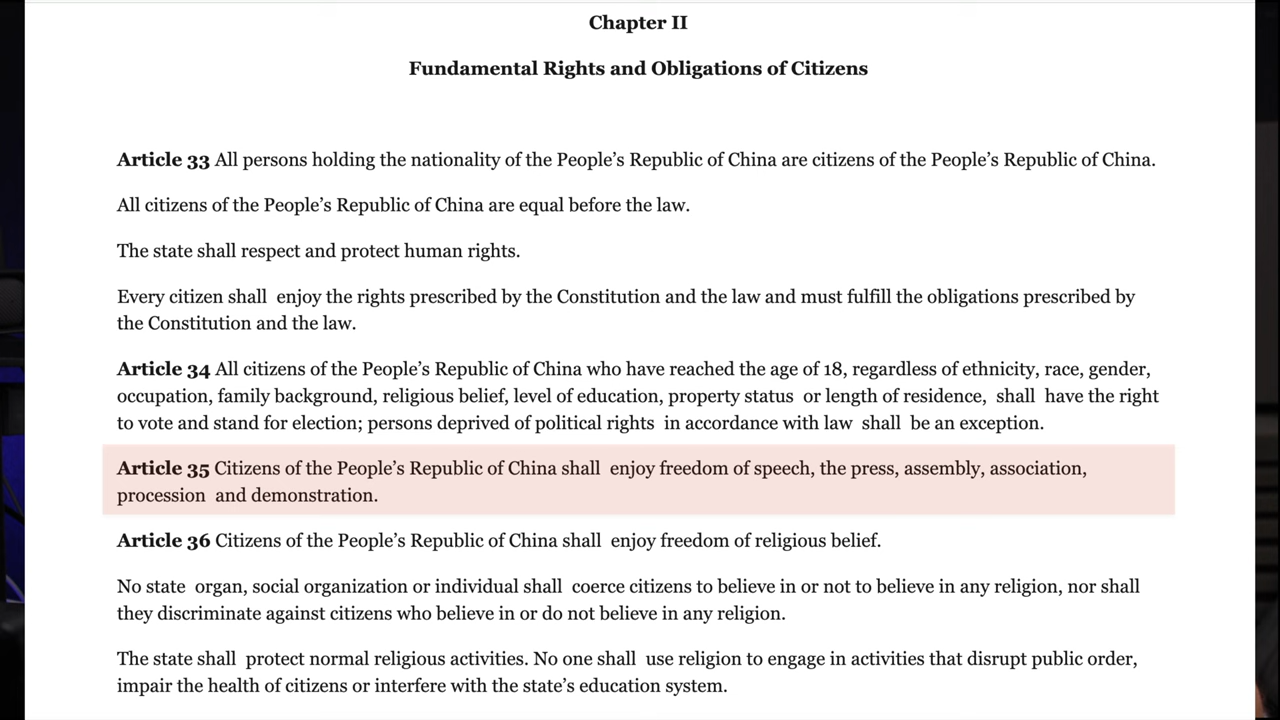 Chapter II
Fundamental Rights and Obligations of Citizens
Article 33 All persons holding the nationality of the People’s Republic of China are citizens of the People’s Republic of China.
All citizens of the People’s Republic of China are equal before the law.
The state shall respect and protect human rights.
Every citizen shall  enjoy the rights prescribed by the Constitution and the law and must fulfill the obligations prescribed by
the Constitution and the law.
Article 34 All citizens of the People’s Republic of China who have reached the age of 18, regardless of ethnicity, race, gender,
occupation, family background, religious belief, level of education, property status  or length of residence,  shall  have the right
to vote and stand for election; persons deprived of political rights  in accordance with law  shall  be an exception.
Article 35 Citizens of the People’s Republic of China shall  enjoy freedom of speech, the press, assembly, association,
procession  and demonstration.
Article 36 Citizens of the People’s Republic of China shall  enjoy freedom of religious belief.
No state  organ, social organization or individual shall  coerce citizens to believe in or not to believe in any religion, nor shall
they discriminate against citizens who believe in or do not believe in any religion.
The state shall  protect normal religious activities. No one shall  use religion to engage in activities that disrupt public order,
impair the health of citizens or interfere with the state’s education system.